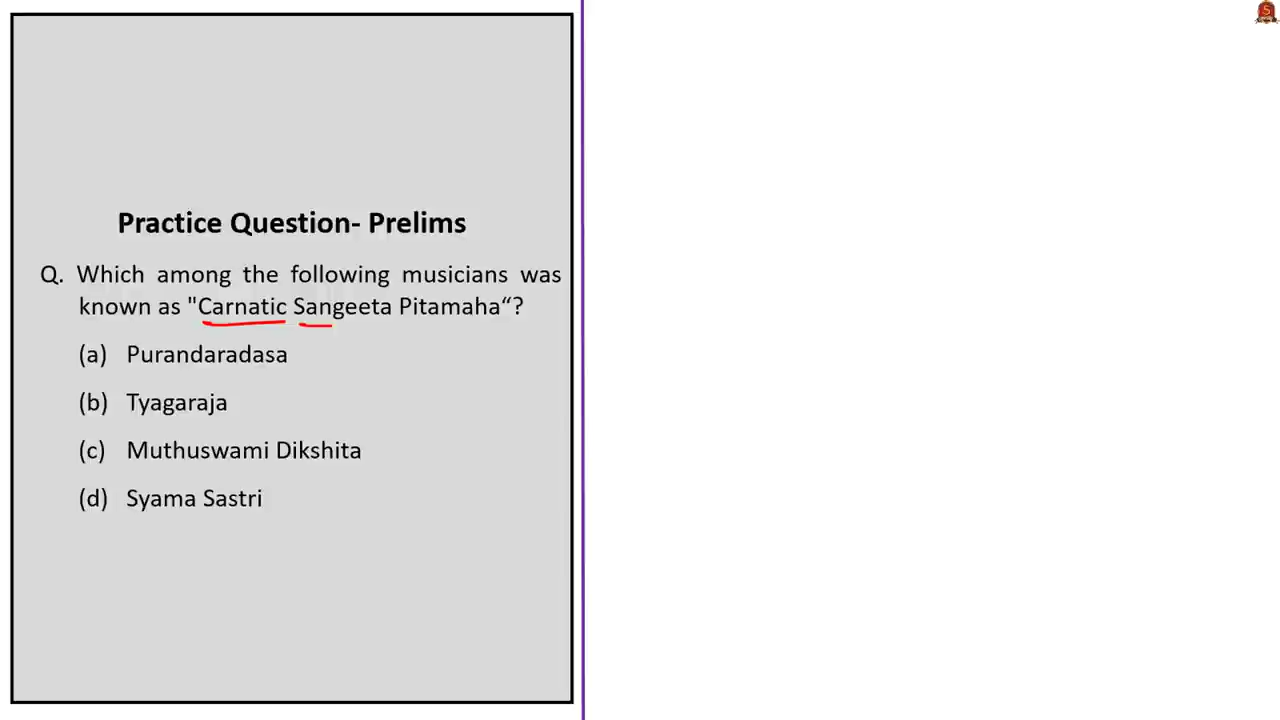 Practice Question- Prelims
Q. Which among the following musicians was
known as "Carnatic Sangeeta Pitamaha“?
(a) Purandaradasa
(b) Tyagaraja
(c) Muthuswami Dikshita
(d) Syama Sastri